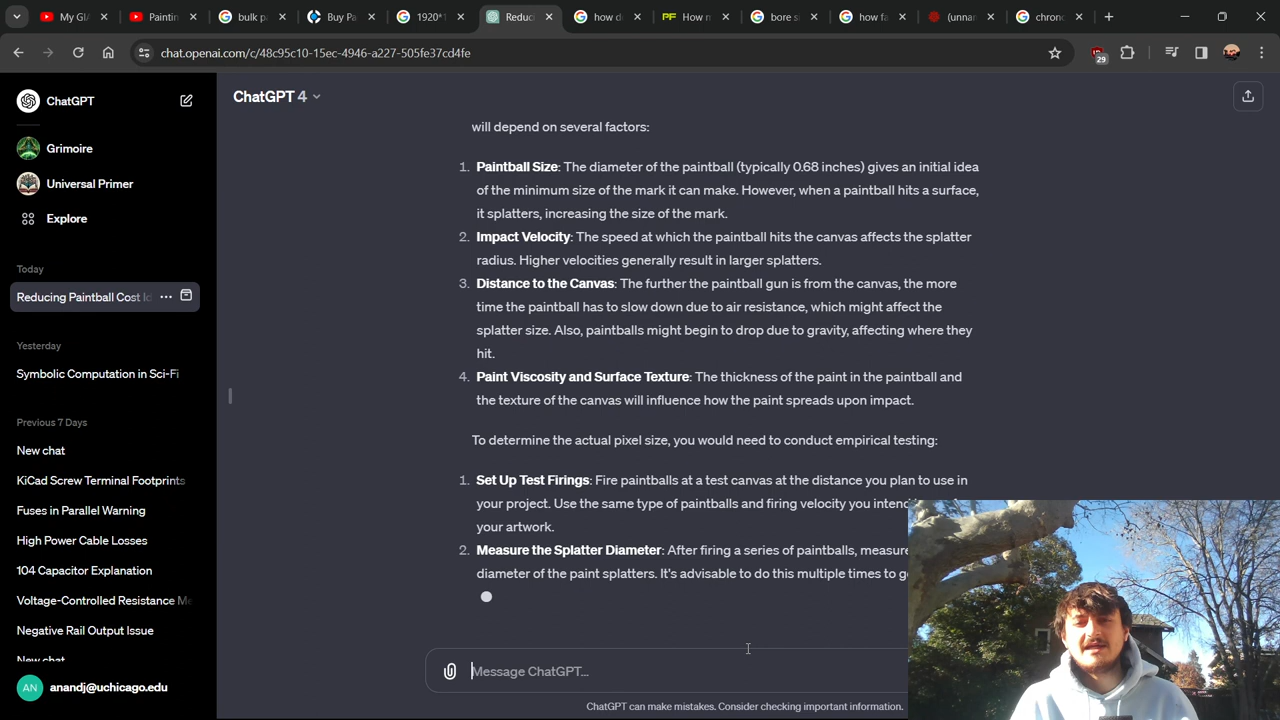 My GIA
Paintin
bulk pa
Buy Pa
1920*1
Reduc
how do
How m
bore si
how fa
(unnan
chrono
chat.openai.com/c/48c95c10-15ec-4946-a227-505fe37cd4fe
29
ChatGPT
Grimoire
Universal Primer
Explore
Today
Reducing Paintball Cost Id
Yesterday
Symbolic Computation in Sci-Fi
Previous 7 Days
New chat
KiCad Screw Terminal Footprints
Fuses in Parallel Warning
High Power Cable Losses
104 Capacitor Explanation
Voltage-Controlled Resistance Me
Negative Rail Output Issue
New chat
AN
anandj@uchicago.edu
ChatGPT 4
will depend on several factors:
1. Paintball Size: The diameter of the paintball (typically 0.68 inches) gives an initial idea
of the minimum size of the mark it can make. However, when a paintball hits a surface,
it splatters, increasing the size of the mark.
2. Impact Velocity: The speed at which the paintball hits the canvas affects the splatter
radius. Higher velocities generally result in larger splatters.
3. Distance to the Canvas: The further the paintball gun is from the canvas, the more
time the paintball has to slow down due to air resistance, which might affect the
splatter size. Also, paintballs might begin to drop due to gravity, affecting where they
hit.
4. Paint Viscosity and Surface Texture: The thickness of the paint in the paintball and
the texture of the canvas will influence how the paint spreads upon impact.
To determine the actual pixel size, you would need to conduct empirical testing:
1. Set Up Test Firings: Fire paintballs at a test canvas at the distance you plan to use in
your project. Use the same type of paintballs and firing velocity you
your artwork.
2. Measure the Splatter Diameter: After firing a series of paintballs, measure
diameter of the paint splatters. It's advisable to do this multiple times to
Message ChatGPT...
ChatGPT can make mistakes. Consider checking important information.